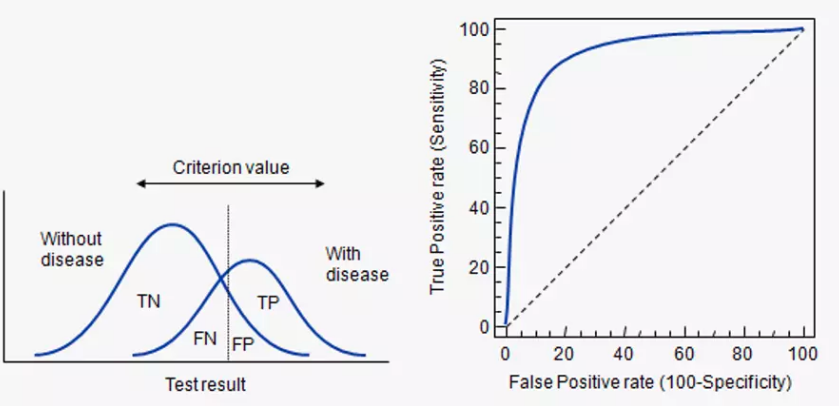 Criterion value
Without
disease
With
disease
TN
TP
FN
FP
Test result
True Positive rate (Sensitivity)
100
80
60
40
20
0
0 20 40 60 80 100
False Positive rate (100-Specificity)